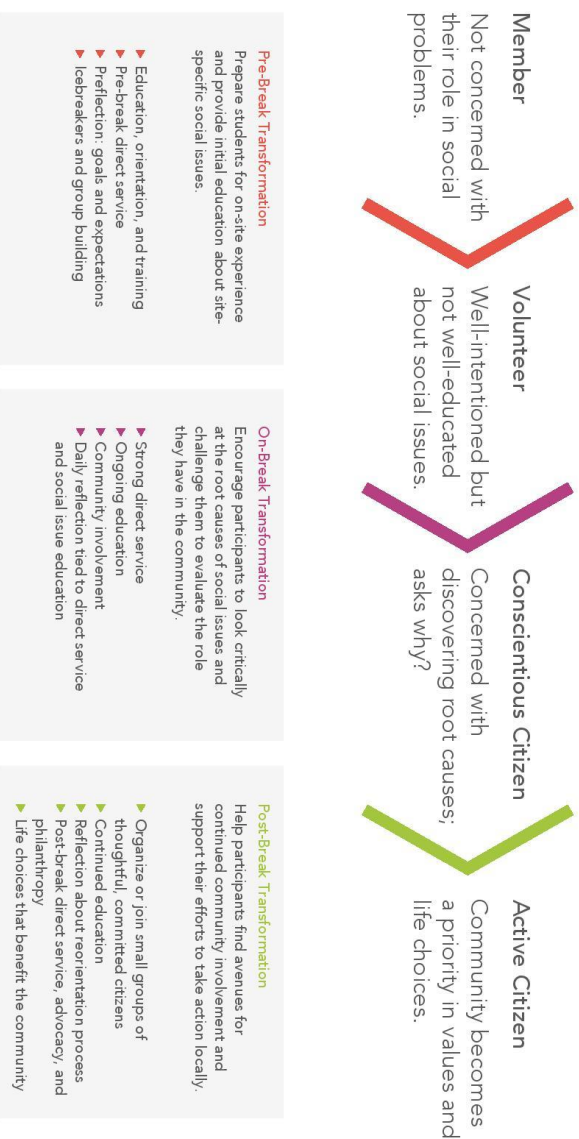 Member
Not concerned with
their role in social
problems.
Volunteer
Well-intentioned but
not well-educated
about social issues.
Conscientious Citizen
Concerned with
discovering root causes;
asks why?
Active Citizen
Community becomes
a priority in values and
life choices.
Pre-Break Transformation
Prepare students for on-site experience
and provide initial education about site-
specific social issues.
Education, orientation, and training
Pre-break direct service
Preflection: goals and expectations
Icebreakers and group building
On-Break Transformation
Encourage participants to look critically
at the root causes of social issues and
challenge them to evaluate the role
they have in the community.
Strong direct service
Ongoing education
Community involvement
Daily reflection tied to direct service
and social issue education
Post-Break Transformation
Help participants find avenues for
continued community involvement and
support their efforts to take action locally.
Organize or join small groups of
thoughtful, committed citizens
Continued education
Reflection about reorientation process
Post-break direct service, advocacy, and
philanthropy
Life choices that benefit the community